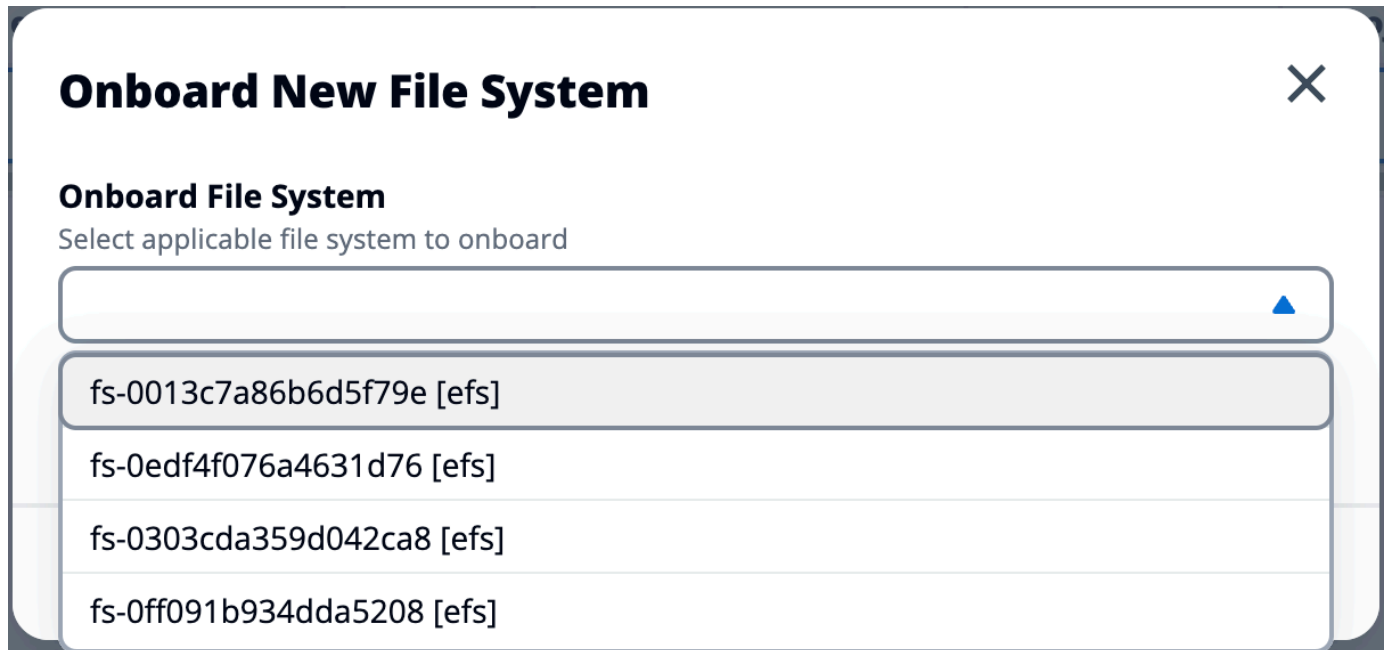 Onboard New File System
Onboard File System
Select applicable file system to onboard
fs-0013c7a86b6d5f79e [efs]
fs-0edf4f076a4631d76 [efs]
fs-0303cda359d042ca8 [efs]
fs-0ff091b934dda5208 [efs]